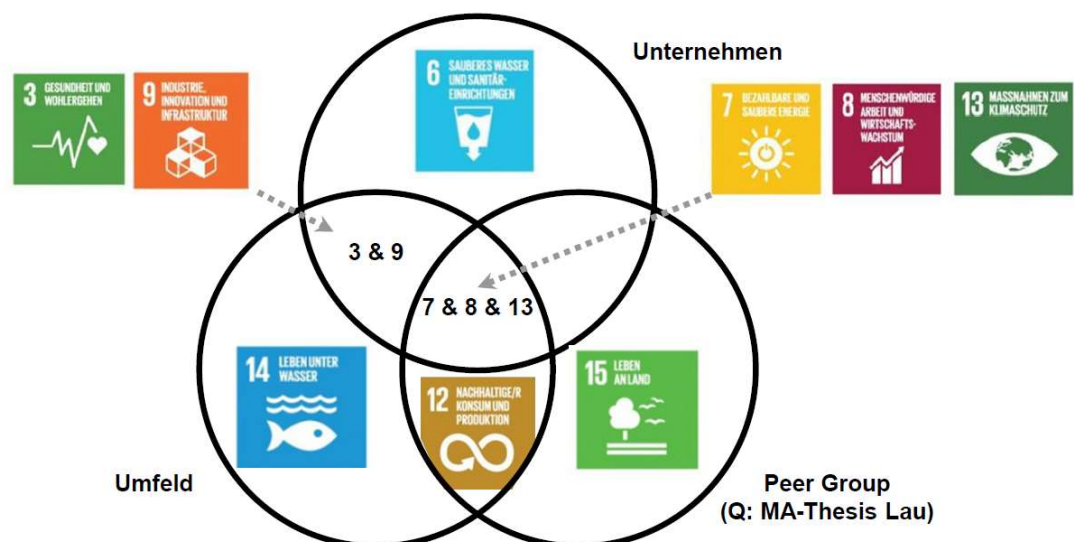 Unternehmen
6 SAUBERES WASSER
UND SANITÄR-
EINRICHTUNGEN
3 GESUNDHEIT UND
WOHLERGEHEN
9 INDUSTRIE,
INNOVATION UND
INFRASTRUKTUR
7 BEZAHLBARE UND
SAUBERE ENERGIE
8 MENSCHENWÜRDIGE
ARBEIT UND
WIRTSCHAFTS-
WACHSTUM
13 MASSNAHMEN ZUM
KLIMASCHUTZ
3 & 9
7 & 8 & 13
14 LEBEN UNTER
WASSER
12 NACHHALTIGE/R
KONSUM UND
PRODUKTION
15 LEBEN
AN LAND
Umfeld
Peer Group
(Q: MA-Thesis Lau)